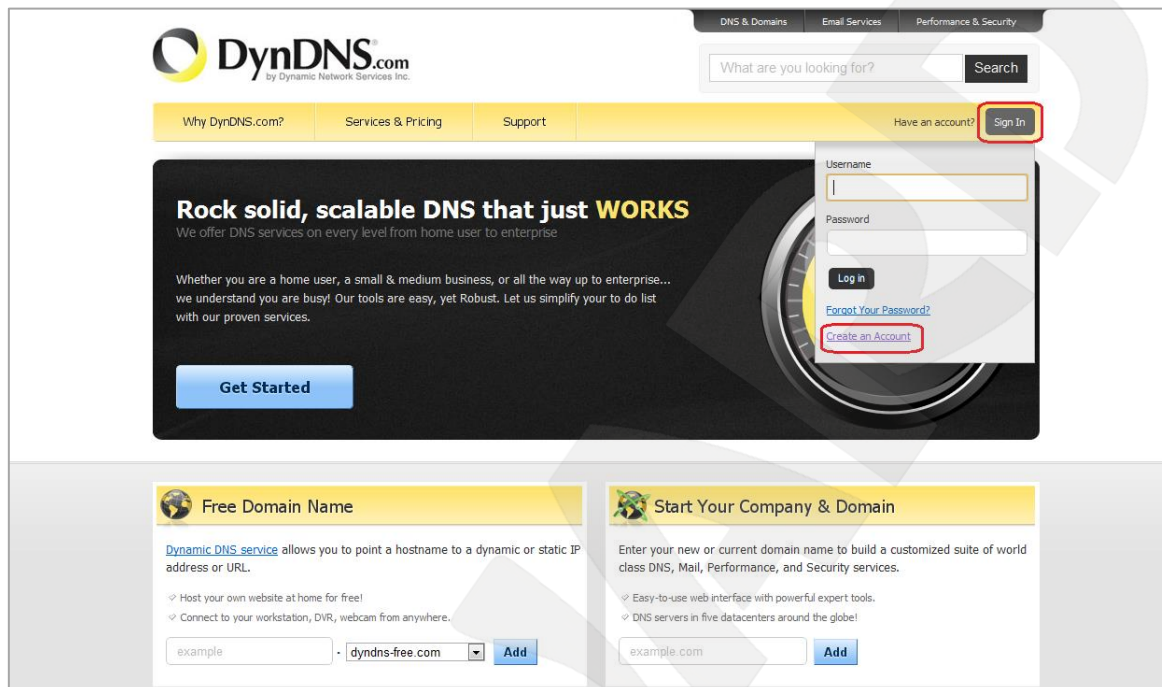 DNS & Domains Email Services Performance & Security
DynDNS.com
by Dynamic Network Services Inc.
What are you looking for? Search
Why DynDNS.com? Services & Pricing Support Have an account? Sign In
Username
Password
Log in
Forgot Your Password?
Create an Account
Rock solid, scalable DNS that just WORKS
We offer DNS services on every level from home user to enterprise
Whether you are a home user, a small & medium business, or all the way up to enterprise...
we understand you are busy! Our tools are easy, yet Robust. Let us simplify your to do list
with our proven services.
Get Started
Free Domain Name
Dynamic DNS service allows you to point a hostname to a dynamic or static IP
address or URL.
Host your own website at home for free!
Connect to your workstation, DVR, webcam from anywhere.
example . dyndns-free.com Add
Start Your Company & Domain
Enter your new or current domain name to build a customized suite of world
class DNS, Mail, Performance, and Security services.
Easy-to-use web interface with powerful expert tools.
DNS servers in five datacenters around the globe!
example.com Add